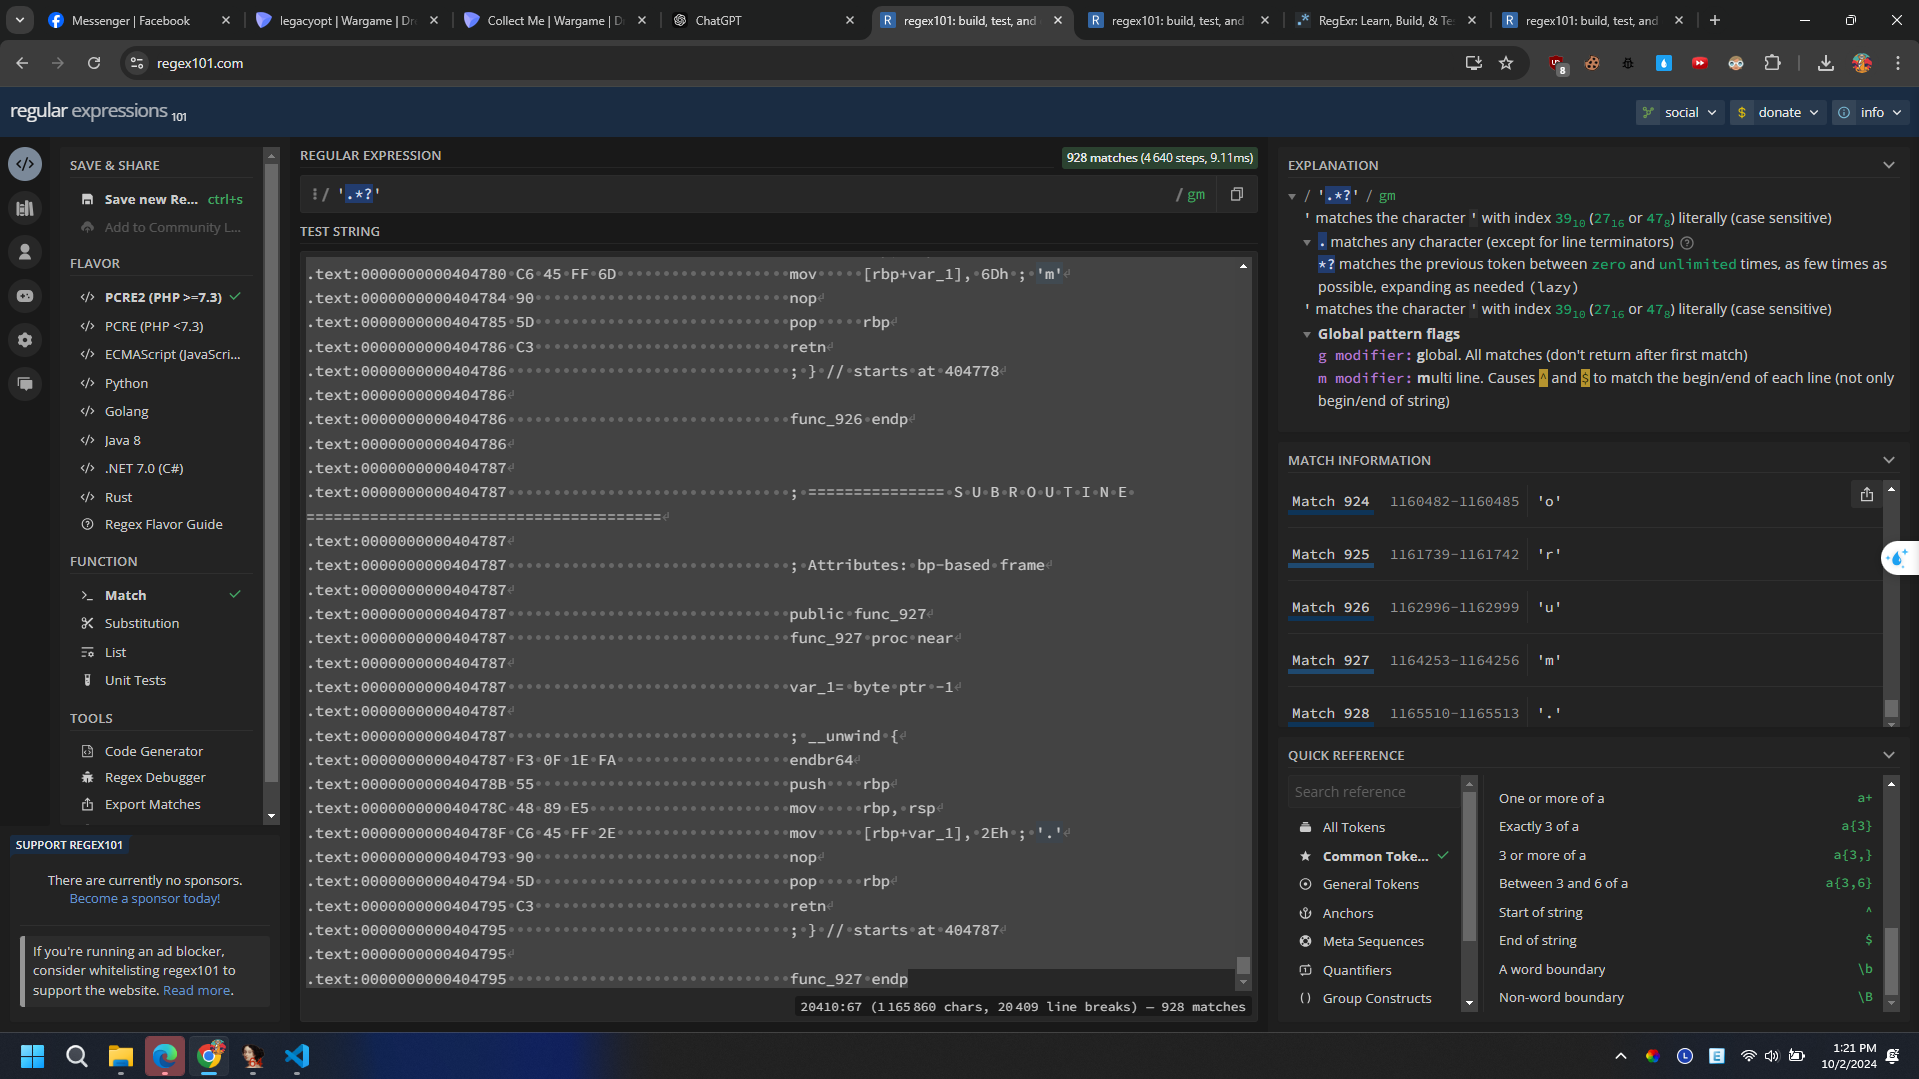 Messenger | Facebook
legacyopt | Wargame | Dr
Collect Me | Wargame | D
ChatGPT
regex101: build, test, and
regex101: build, test, and
RegExr: Learn, Build, & Te
regex101: build, test, and
regex101.com
8
regular expressions 101
social
$ donate
info
SAVE & SHARE
Save new Re... ctrl+s
Add to Community L...
FLAVOR
PCRE2 (PHP >=7.3)
PCRE (PHP <7.3)
ECMAScript (JavaScri...
Python
Golang
Java 8
.NET 7.0 (C#)
Rust
Regex Flavor Guide
FUNCTION
Match
Substitution
List
Unit Tests
TOOLS
Code Generator
Regex Debugger
Export Matches
SUPPORT REGEX101
There are currently no sponsors.
Become a sponsor today!
If you're running an ad blocker,
consider whitelisting regex101 to
support the website. Read more.
REGULAR EXPRESSION
928 matches (4 640 steps, 9.11ms)
/ '.*?' / gm
TEST STRING
.text:0000000000404780 C6 45 FF 6D mov [rbp+var_1], 6Dh ; 'm'
.text:0000000000404784 90 nop
.text:0000000000404785 5D pop rbp
.text:0000000000404786 C3 retn
.text:0000000000404786 ; } // starts at 404778
.text:0000000000404786
.text:0000000000404786 func_926 endp
.text:0000000000404786
.text:0000000000404787
.text:0000000000404787 ; =============== S U B R O U T I N E
=======================================
.text:0000000000404787
.text:0000000000404787 ; Attributes: bp-based frame
.text:0000000000404787
.text:0000000000404787 public func_927
.text:0000000000404787 func_927 proc near
.text:0000000000404787
.text:0000000000404787 var_1= byte ptr -1
.text:0000000000404787
.text:0000000000404787 ; __unwind {
.text:0000000000404787 F3 0F 1E FA endbr64
.text:000000000040478B 55 push rbp
.text:000000000040478C 48 89 E5 mov rbp, rsp
.text:000000000040478F C6 45 FF 2E mov [rbp+var_1], 2Eh ; '.'
.text:0000000000404793 90 nop
.text:0000000000404794 5D pop rbp
.text:0000000000404795 C3 retn
.text:0000000000404795 ; } // starts at 404787
.text:0000000000404795
.text:0000000000404795 func_927 endp
20410:67 (1 165 860 chars, 20 409 line breaks) — 928 matches
EXPLANATION
/ '.*?' / gm
' matches the character ' with index 39₁₀ (27₁₆ or 47₈) literally (case sensitive)
. matches any character (except for line terminators)
*? matches the previous token between zero and unlimited times, as few times as
possible, expanding as needed (lazy)
' matches the character ' with index 39₁₀ (27₁₆ or 47₈) literally (case sensitive)
Global pattern flags
g modifier: global. All matches (don't return after first match)
m modifier: multi line. Causes ^ and $ to match the begin/end of each line (not only
begin/end of string)
MATCH INFORMATION
Match 924 1160482-1160485 'o'
Match 925 1161739-1161742 'r'
Match 926 1162996-1162999 'u'
Match 927 1164253-1164256 'm'
Match 928 1165510-1165513 '.'
QUICK REFERENCE
Search reference
All Tokens
Common Toke...
General Tokens
Anchors
Meta Sequences
Quantifiers
Group Constructs
One or more of a a+
Exactly 3 of a a{3}
3 or more of a a{3,}
Between 3 and 6 of a a{3,6}
Start of string ^
End of string $
A word boundary \b
Non-word boundary \B
1:21 PM
10/2/2024